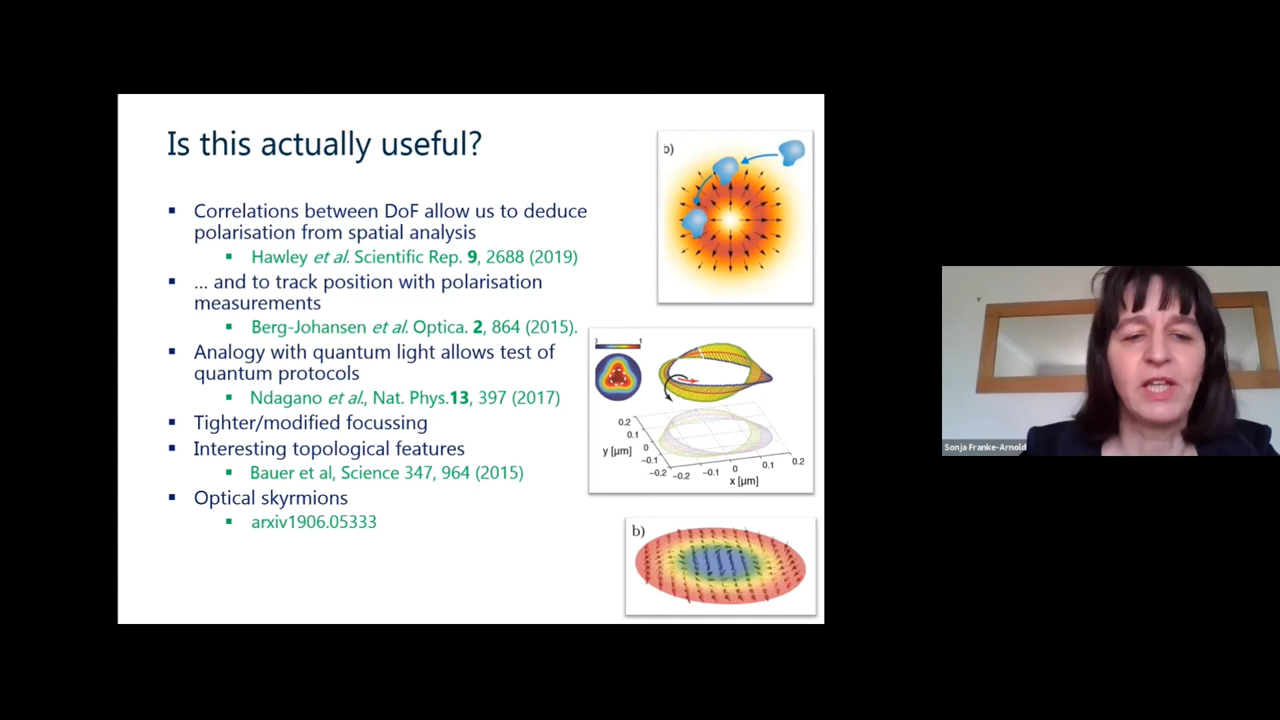 Is this actually useful?
▪ Correlations between DoF allow us to deduce
polarisation from spatial analysis
▪ Hawley et al. Scientific Rep. 9, 2688 (2019)
▪ ... and to track position with polarisation
measurements
▪ Berg-Johansen et al. Optica. 2, 864 (2015).
▪ Analogy with quantum light allows test of
quantum protocols
▪ Ndagano et al., Nat. Phys.13, 397 (2017)
▪ Tighter/modified focussing
▪ Interesting topological features
▪ Bauer et al, Science 347, 964 (2015)
▪ Optical skyrmions
▪ arxiv1906.05333
b)
1
0.2
0.1
y [μm] 0
-0.1
-0.2 -0.2 -0.1 0 0.1 0.2
x [μm]
b)
Sonja Franke-Arnold